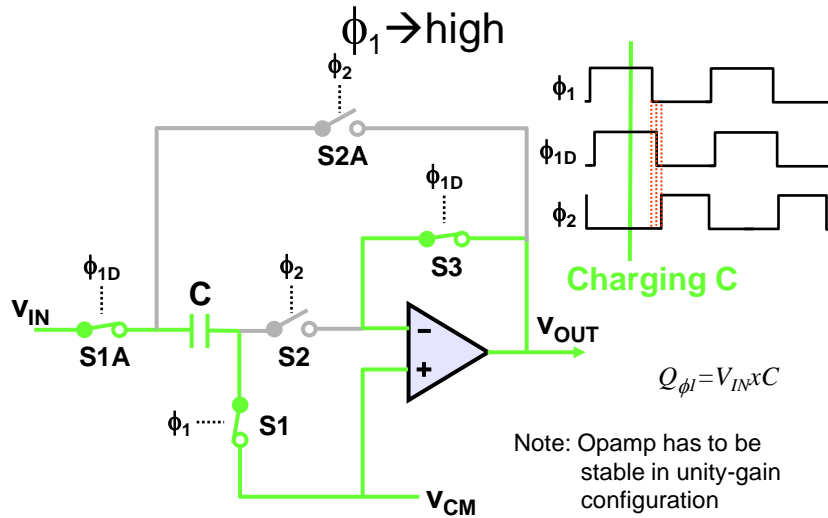 ϕ1→high
ϕ2
S2A
ϕ1D
S3
ϕ1D
vIN
S1A
C
ϕ2
S2
−
+
vOUT
ϕ1
S1
vCM
ϕ1
ϕ1D
ϕ2
Charging C
Qϕ1=VINxC
Note: Opamp has to be
stable in unity-gain
configuration